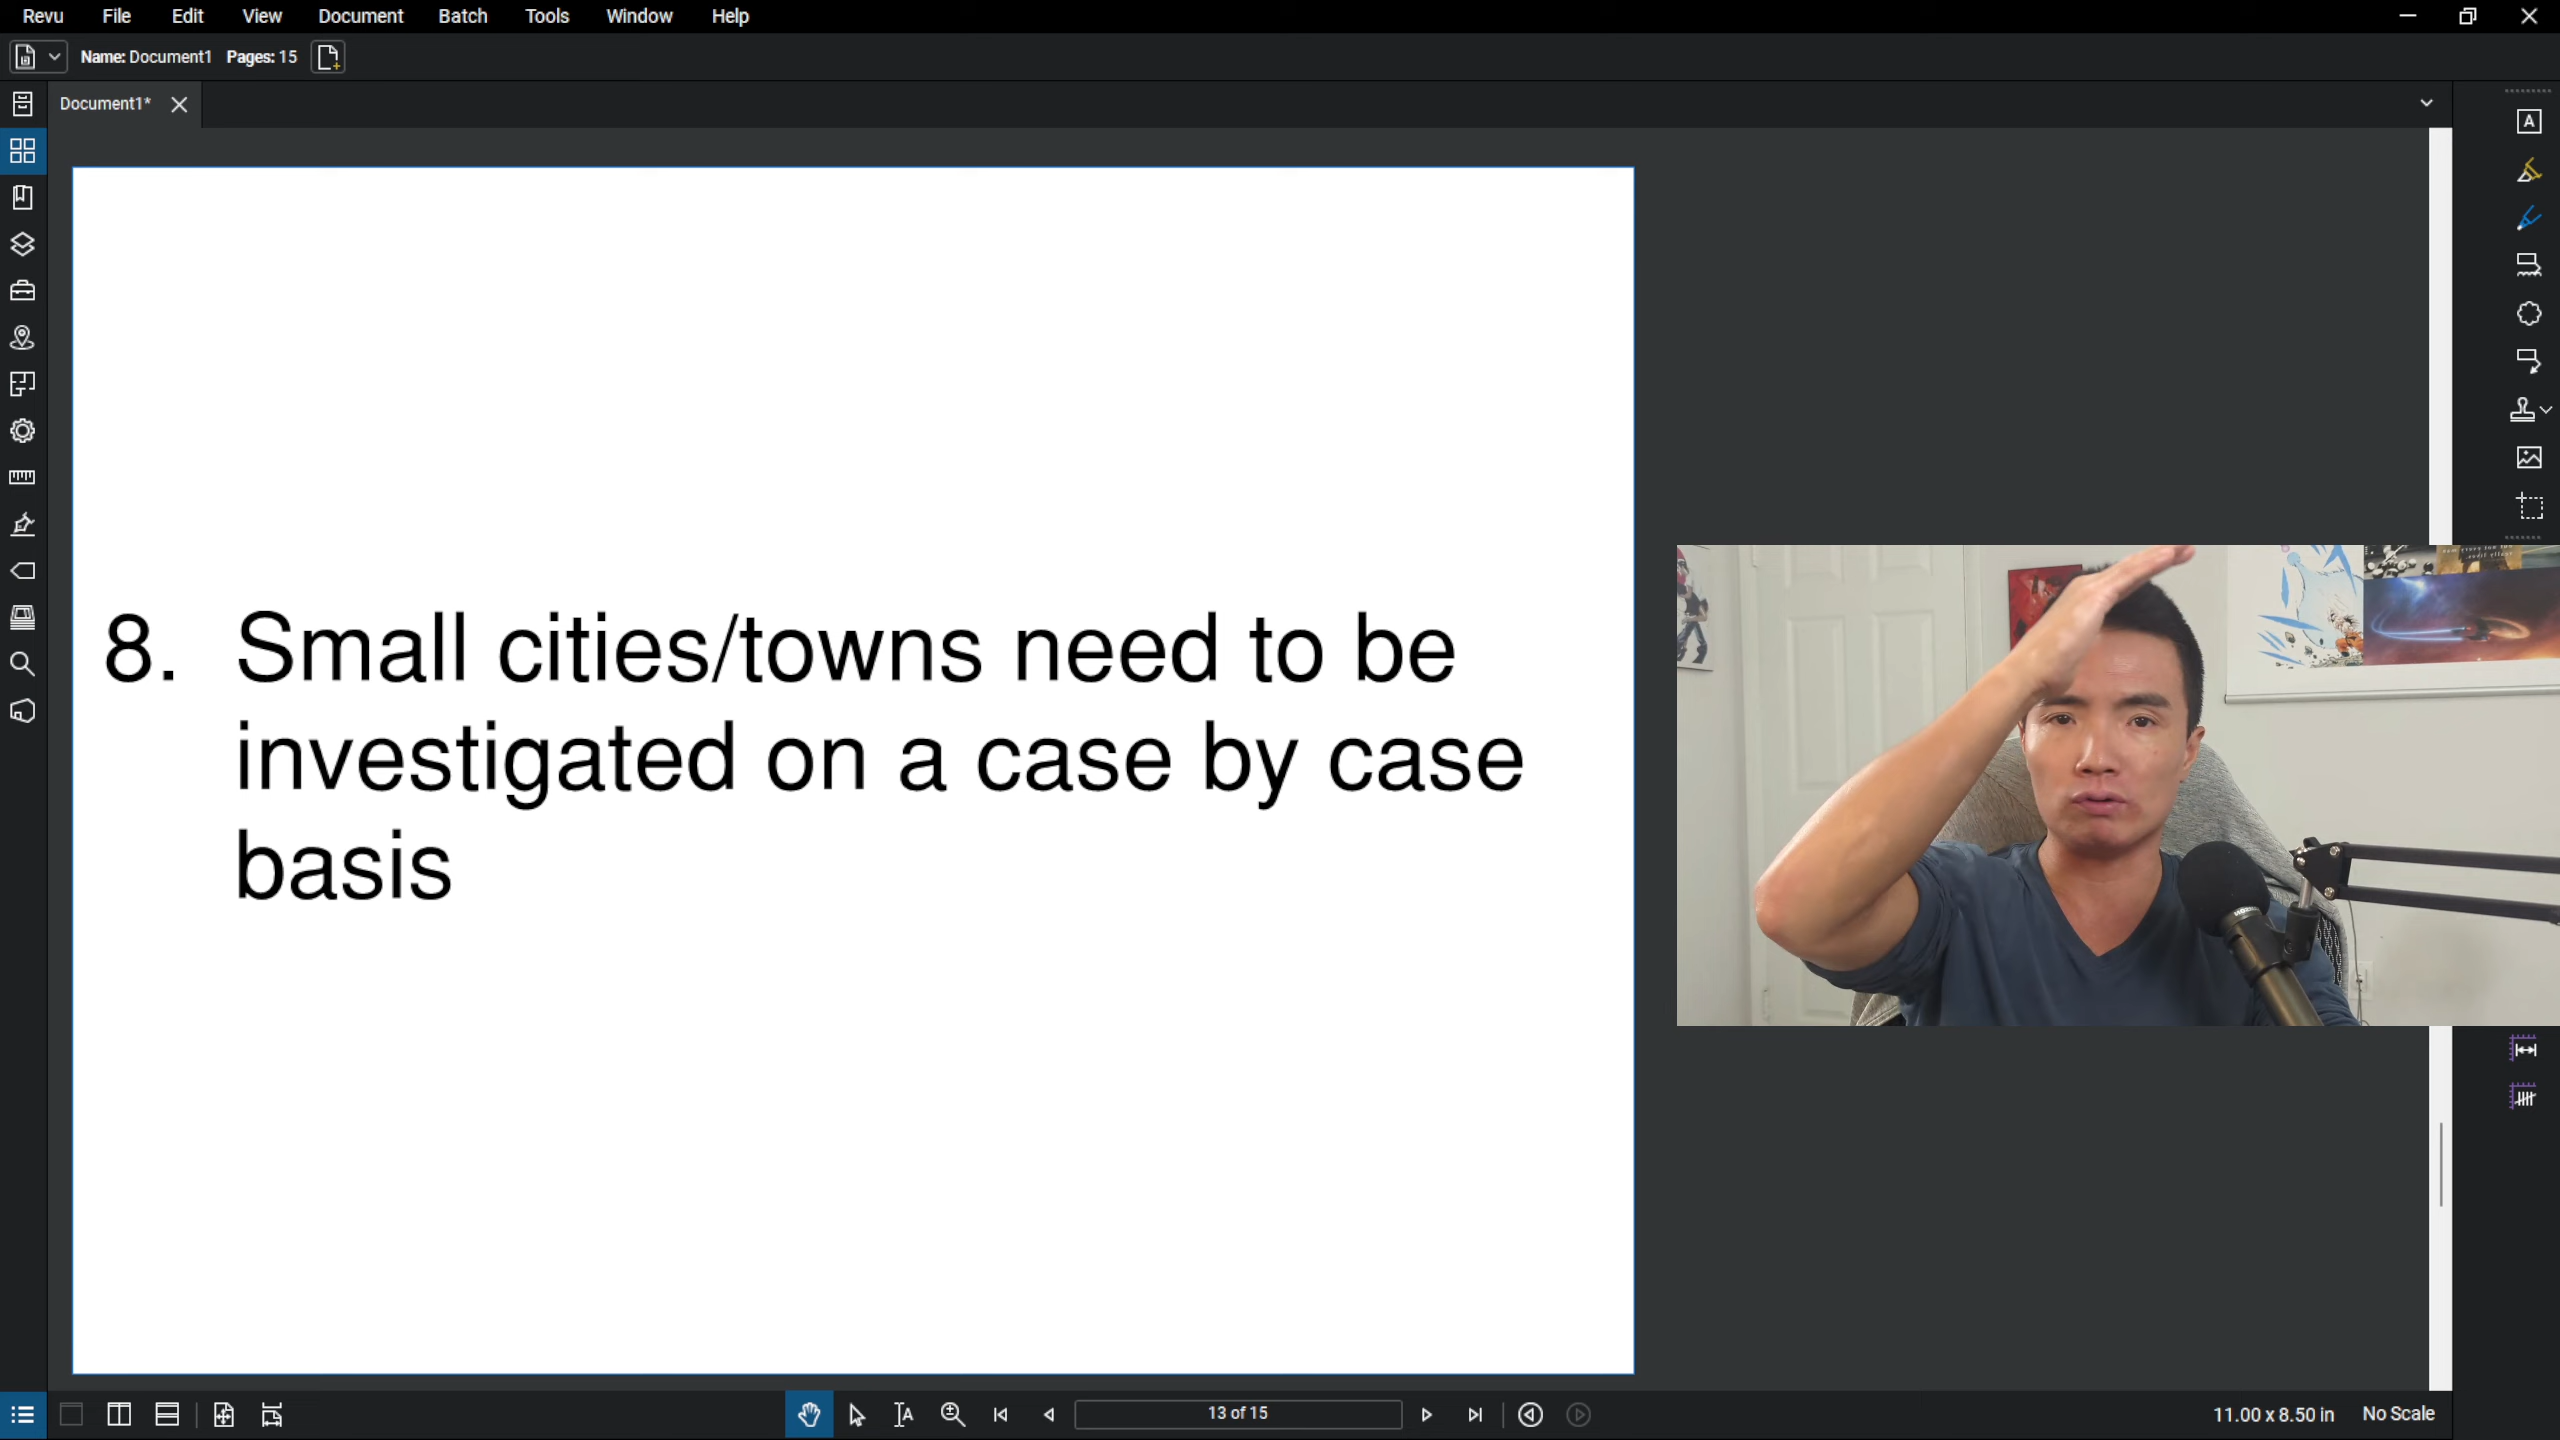 Revu File Edit View Document Batch Tools Window Help
Name: Document1 Pages: 15
Document1*
8. Small cities/towns need to be
investigated on a case by case
basis
13 of 15
11.00 x 8.50 in No Scale